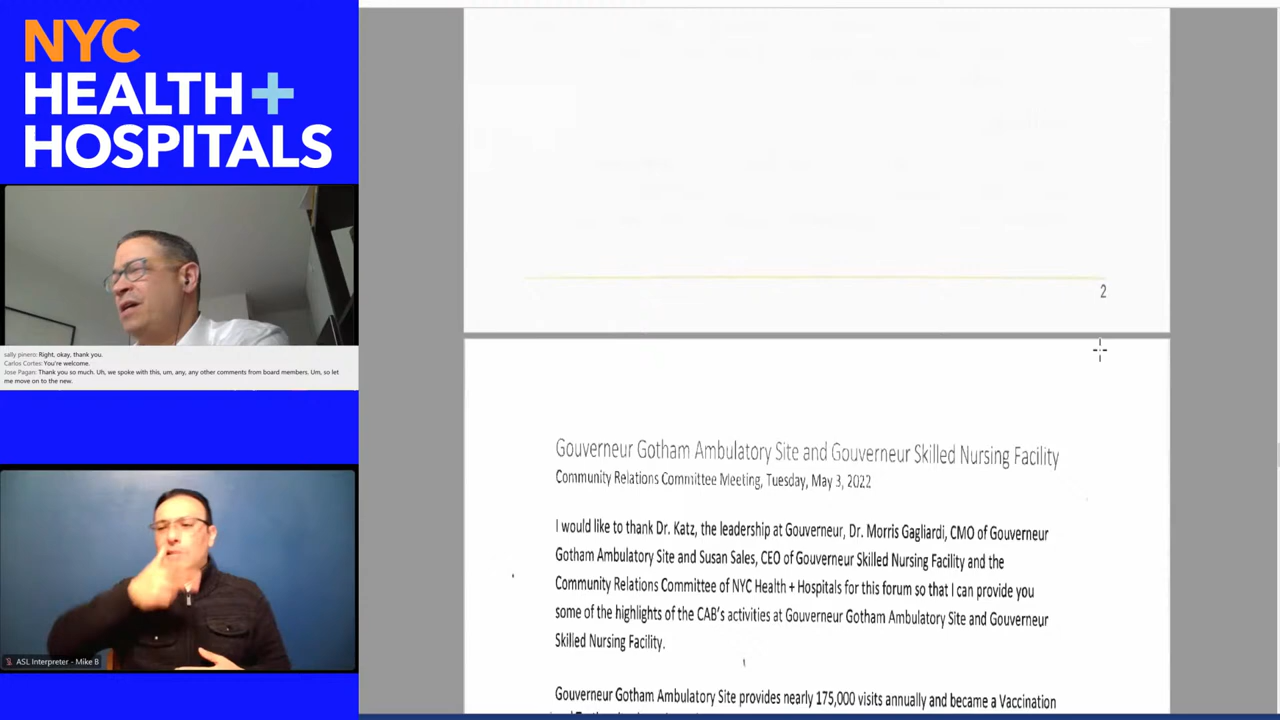 NYC
HEALTH+
HOSPITALS
sally pinero: Right, okay, thank you.
Carlos Cortes: You're welcome.
Jose Pagan: Thank you so much. Uh, we spoke with this, um, any, any other comments from board members. Um, so let
me move on to the new.
ASL Interpreter - Mike B
2
Gouverneur Gotham Ambulatory Site and Gouverneur Skilled Nursing Facility
Community Relations Committee Meeting, Tuesday, May 3, 2022
I would like to thank Dr. Katz, the leadership at Gouverneur, Dr. Morris Gagliardi, CMO of Gouverneur
Gotham Ambulatory Site and Susan Sales, CEO of Gouverneur Skilled Nursing Facility and the
Community Relations Committee of NYC Health + Hospitals for this forum so that I can provide you
some of the highlights of the CAB's activities at Gouverneur Gotham Ambulatory Site and Gouverneur
Skilled Nursing Facility.
Gouverneur Gotham Ambulatory Site provides nearly 175,000 visits annually and became a Vaccination